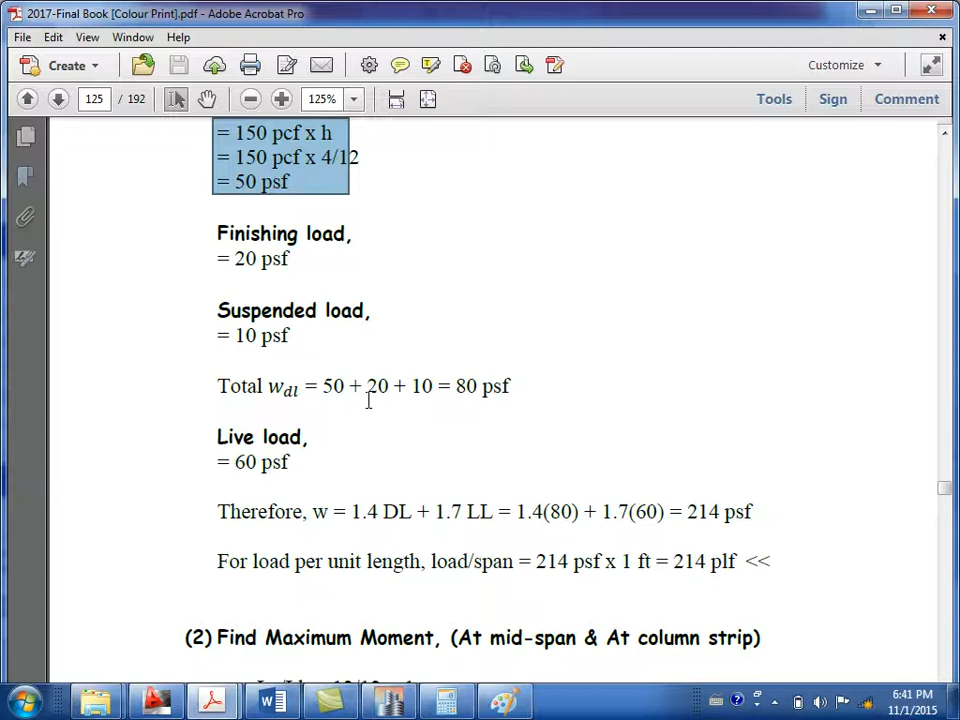 2017-Final Book [Colour Print].pdf - Adobe Acrobat Pro
File Edit View Window Help
Create
Customize
125 / 192
125%
Tools Sign Comment
= 150 pcf x h
= 150 pcf x 4/12
= 50 psf
Finishing load,
= 20 psf
Suspended load,
= 10 psf
Total w_dl = 50 + 20 + 10 = 80 psf
Live load,
= 60 psf
Therefore, w = 1.4 DL + 1.7 LL = 1.4(80) + 1.7(60) = 214 psf
For load per unit length, load/span = 214 psf x 1 ft = 214 plf <<
(2) Find Maximum Moment, (At mid-span & At column strip)
6:41 PM
11/1/2015